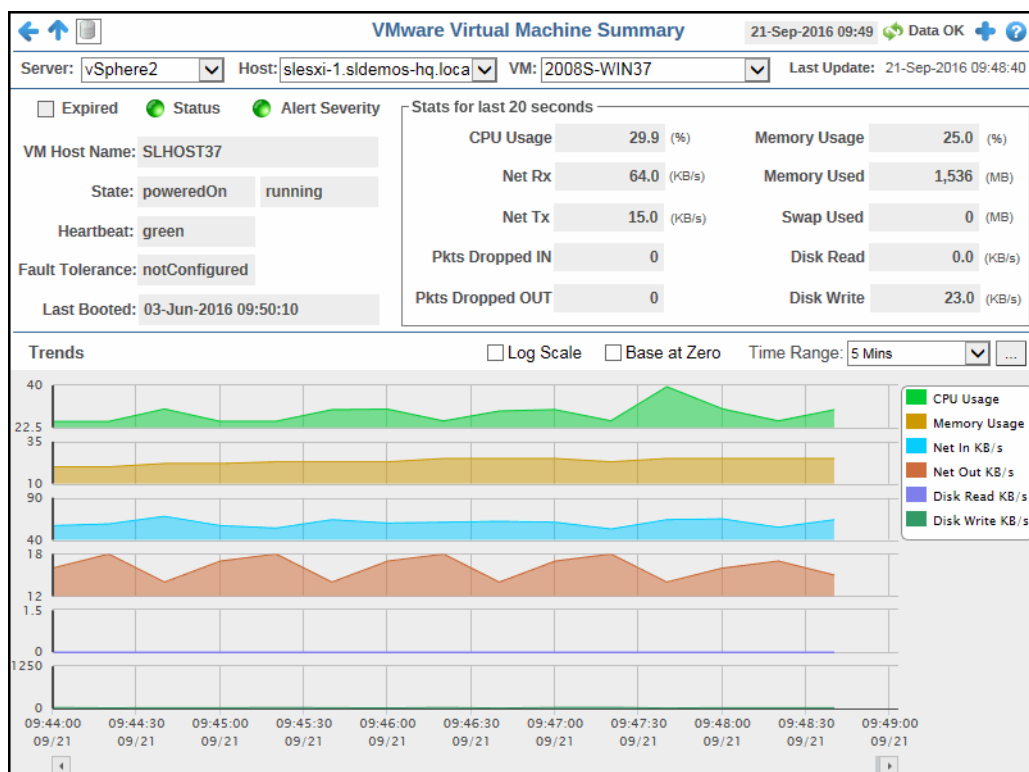 VMware Virtual Machine Summary 21-Sep-2016 09:49 Data OK
Server: vSphere2 Host: slesxi-1.sldemos-hq.loca VM: 2008S-WIN37 Last Update: 21-Sep-2016 09:48:40
Expired Status Alert Severity
VM Host Name: SLHOST37
State: poweredOn running
Heartbeat: green
Fault Tolerance: notConfigured
Last Booted: 03-Jun-2016 09:50:10
Stats for last 20 seconds
CPU Usage 29.9 (%) Memory Usage 25.0 (%)
Net Rx 64.0 (KB/s) Memory Used 1,536 (MB)
Net Tx 15.0 (KB/s) Swap Used 0 (MB)
Pkts Dropped IN 0 Disk Read 0.0 (KB/s)
Pkts Dropped OUT 0 Disk Write 23.0 (KB/s)
Trends Log Scale Base at Zero Time Range: 5 Mins ...
40
22.5
35
10
90
40
18
12
1.5
0
1250
0
CPU Usage
Memory Usage
Net In KB/s
Net Out KB/s
Disk Read KB/s
Disk Write KB/s
09:44:00 09:44:30 09:45:00 09:45:30 09:46:00 09:46:30 09:47:00 09:47:30 09:48:00 09:48:30 09:49:00
09/21 09/21 09/21 09/21 09/21 09/21 09/21 09/21 09/21 09/21 09/21